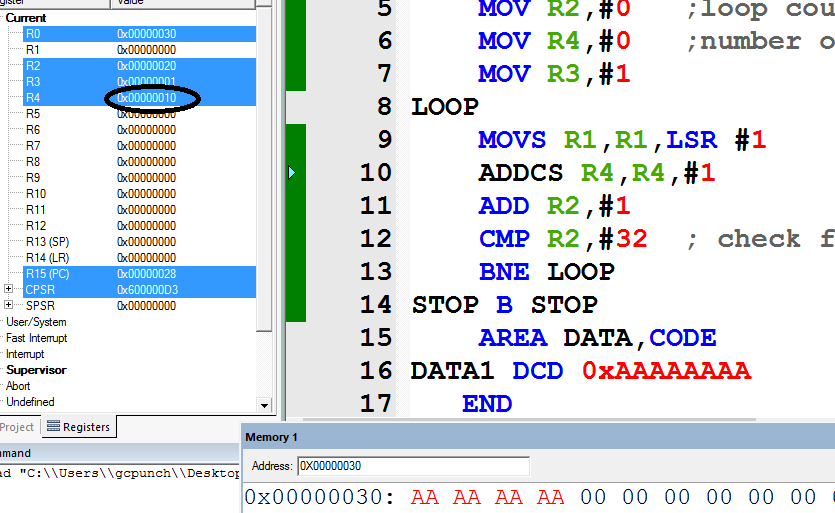 Value
Current
R0 0x00000030
R1 0x00000000
R2 0x00000020
R3 0x00000001
R4 0x00000010
R5 0x00000000
R6 0x00000000
R7 0x00000000
R8 0x00000000
R9 0x00000000
R10 0x00000000
R11 0x00000000
R12 0x00000000
R13 (SP) 0x00000000
R14 (LR) 0x00000000
R15 (PC) 0x00000028
CPSR 0x600000D3
SPSR 0x00000000
User/System
Fast Interrupt
Interrupt
Supervisor
Abort
Undefined
Project Registers
mmand
ad "C:\\Users\\gcpunch\\Desktop
5 MOV R2,#0 ;loop cou
6 MOV R4,#0 ;number o
7 MOV R3,#1
8 LOOP
9 MOVS R1,R1,LSR #1
10 ADDCS R4,R4,#1
11 ADD R2,#1
12 CMP R2,#32 ; check f
13 BNE LOOP
14 STOP B STOP
15 AREA DATA,CODE
16 DATA1 DCD 0xAAAAAAAA
17 END
Memory 1
Address: 0X00000030
0x00000030: AA AA AA AA 00 00 00 00 00 00